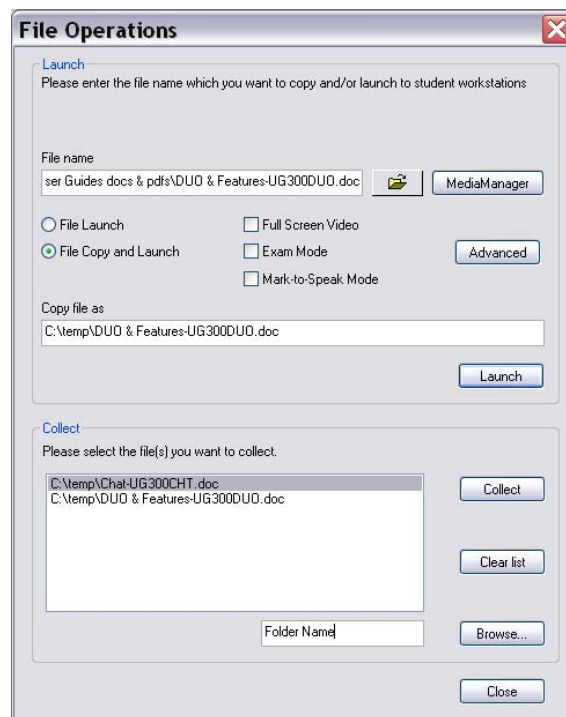 File Operations
Launch
Please enter the file name which you want to copy and/or launch to student workstations
File name
ser Guides docs & pdfs\DUO & Features-UG300DUO.doc
MediaManager
File Launch
Full Screen Video
File Copy and Launch
Exam Mode
Advanced
Mark-to-Speak Mode
Copy file as
C:\temp\DUO & Features-UG300DUO.doc
Launch
Collect
Please select the file(s) you want to collect.
C:\temp\Chat-UG300CHT.doc
C:\temp\DUO & Features-UG300DUO.doc
Collect
Clear list
Folder Name
Browse...
Close